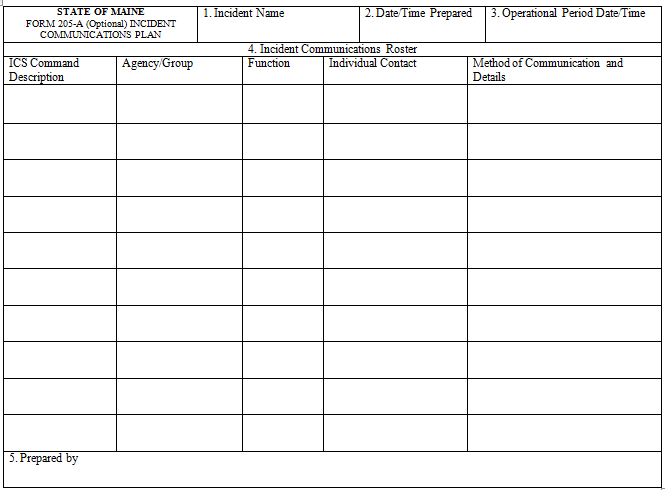 STATE OF MAINE
FORM 205-A (Optional) INCIDENT
COMMUNICATIONS PLAN
1. Incident Name
2. Date/Time Prepared
3. Operational Period Date/Time
4. Incident Communications Roster
ICS Command
Description
Agency/Group
Function
Individual Contact
Method of Communication and
Details
5. Prepared by